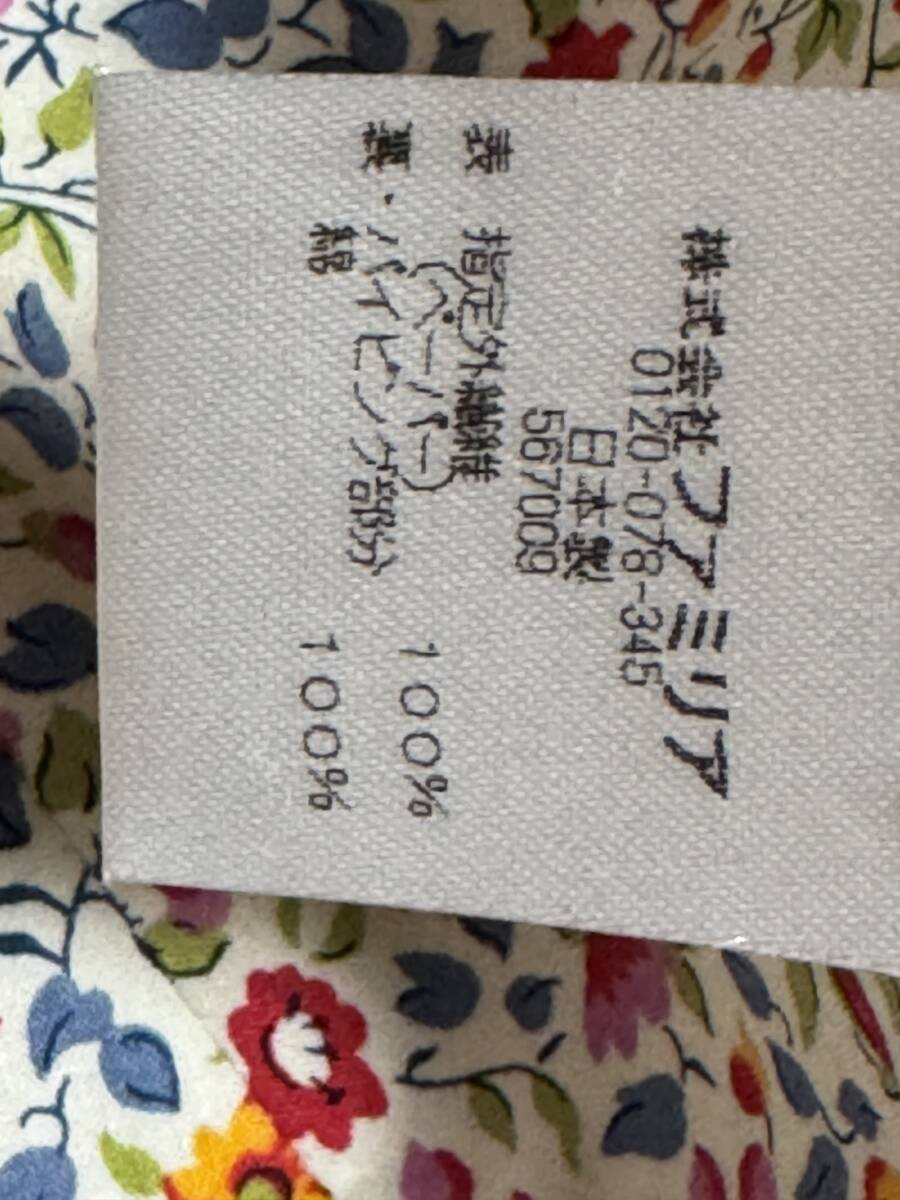 株式会社ファミリア
0120-078-345
日本製
567009
表 指定外繊維
(ペーパー) 100%
裏・パイピング部分
綿 100%